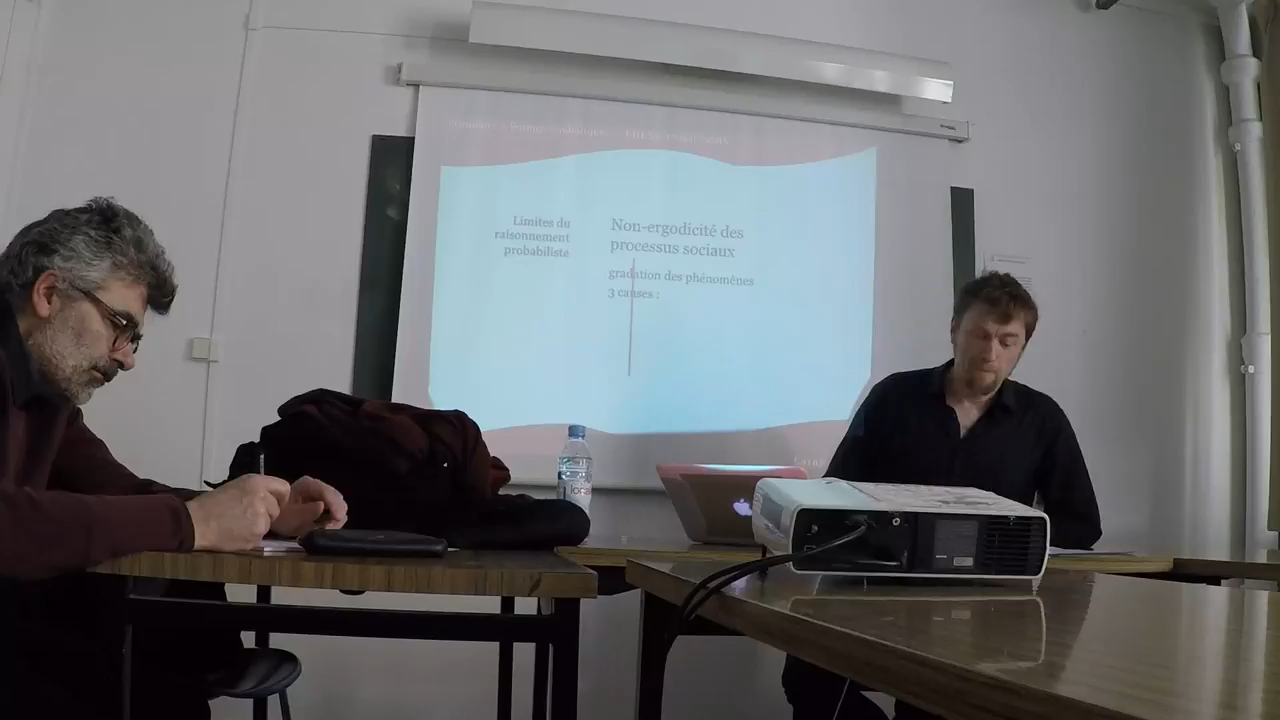 Limites du
raisonnement
probabiliste
Non-ergodicité des
processus sociaux
gradation des phénomènes
3 causes :